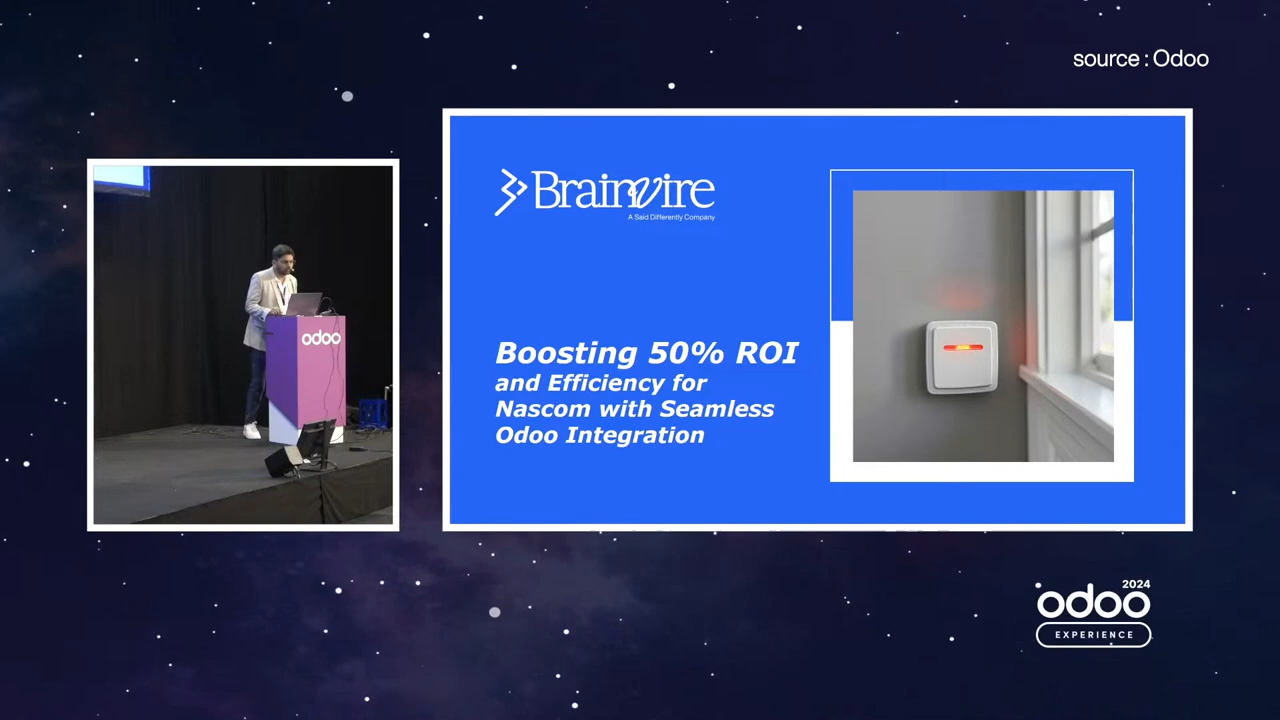 source : Odoo
Brainvire
A Said Differently Company
Boosting 50% ROI
and Efficiency for
Nascom with Seamless
Odoo Integration
odoo
2024
odoo
EXPERIENCE